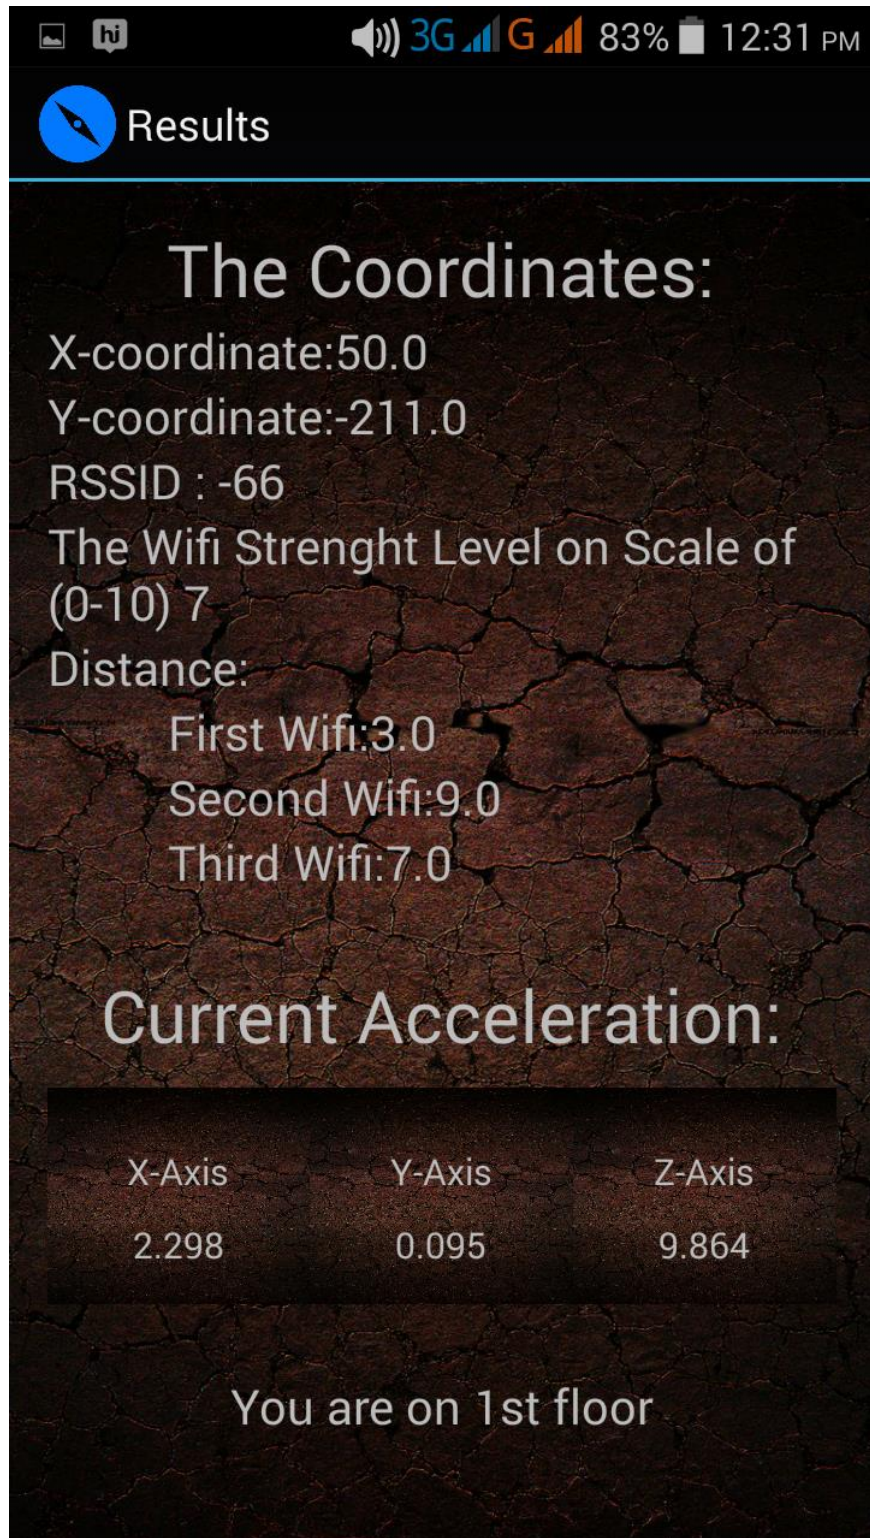 hi 3G G 83% 12:31 PM
Results
The Coordinates:
X-coordinate:50.0
Y-coordinate:-211.0
RSSID : -66
The Wifi Strenght Level on Scale of
(0-10) 7
Distance:
First Wifi:3.0
Second Wifi:9.0
Third Wifi:7.0
Current Acceleration:
X-Axis Y-Axis Z-Axis
2.298 0.095 9.864
You are on 1st floor